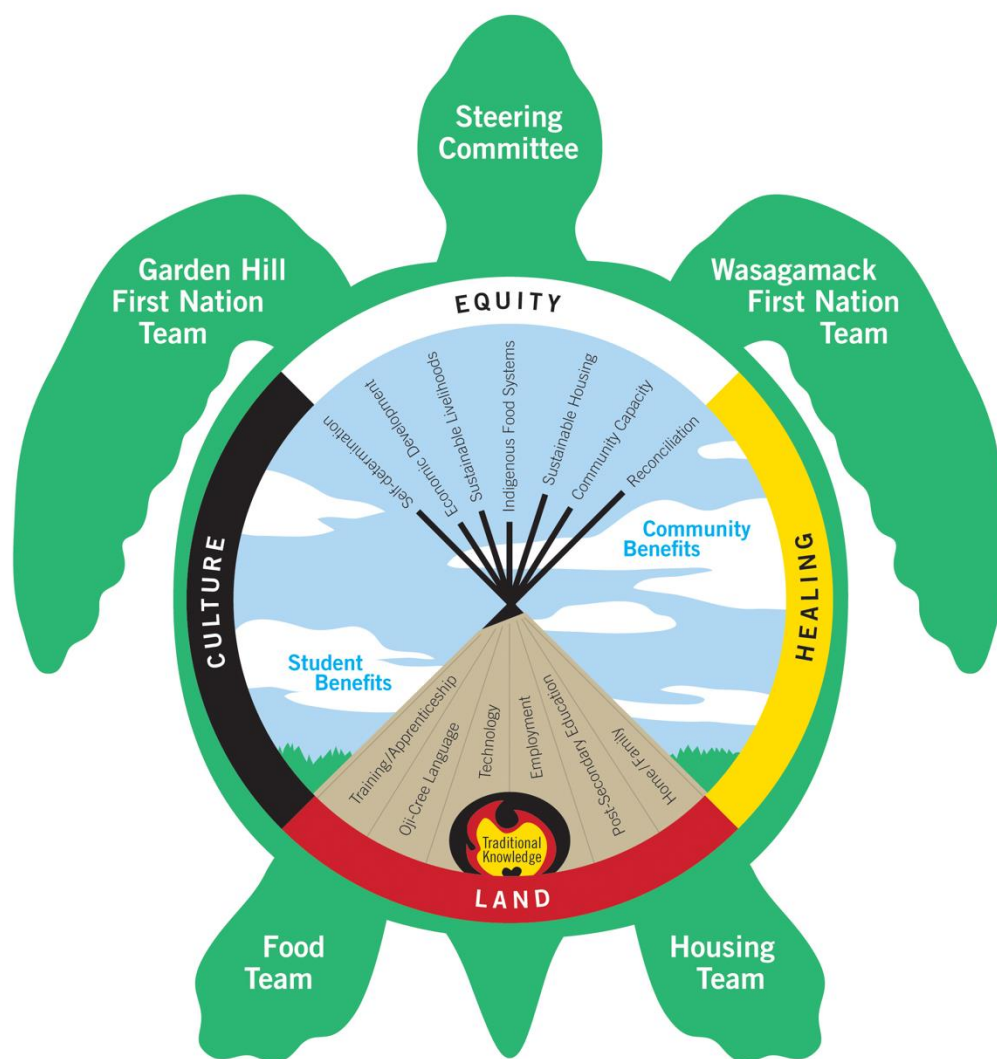 Steering
Committee
Garden Hill
First Nation
Team
Wasagamack
First Nation
Team
EQUITY
CULTURE
HEALING
Self-determination
Economic Development
Sustainable Livelihoods
Indigenous Food Systems
Sustainable Housing
Community Capacity
Reconciliation
Community
Benefits
Student
Benefits
Training/Apprenticeship
Oji-Cree Language
Technology
Employment
Post-Secondary Education
Home/Family
Traditional
Knowledge
LAND
Food
Team
Housing
Team